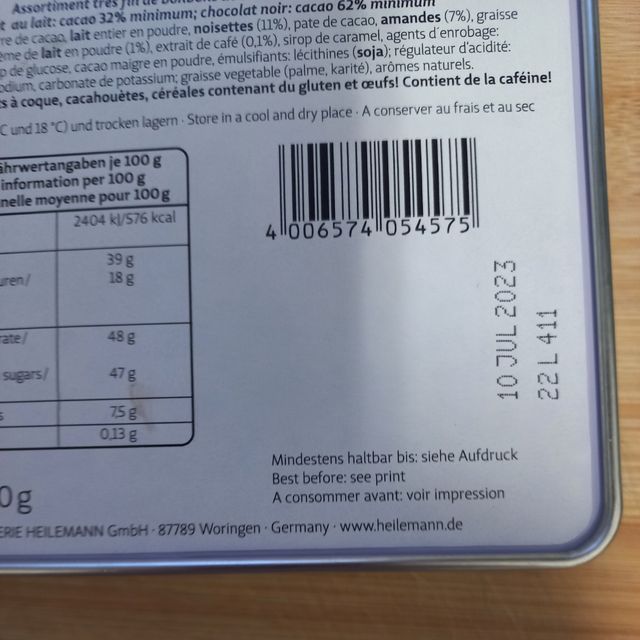 Assortiment très fin de
t au lait: cacao 32% minimum; chocolat noir: cacao 62% minimum
re de cacao, lait entier en poudre, noisettes (11%), pate de cacao, amandes (7%), graisse
ème de lait en poudre (1%), extrait de café (0,1%), sirop de caramel, agents d'enrobage:
p de glucose, cacao maigre en poudre, émulsifiants: lécithines (soja); régulateur d'acidité:
odium, carbonate de potassium; graisse vegetable (palme, karité), arômes naturels.
ts à coque, cacahouètes, céréales contenant du gluten et œufs! Contient de la caféine!
C und 18 °C) und trocken lagern · Store in a cool and dry place · A conserver au frais et au sec
ährwertangaben je 100 g
information per 100 g
nelle moyenne pour 100 g
2404 kJ/576 kcal
39 g
uren/ 18 g
rate/ 48 g
sugars/ 47 g
s 7,5 g
0,13 g
4 006574 054575
10 JUL 2023
22 L 411
Mindestens haltbar bis: siehe Aufdruck
Best before: see print
A consommer avant: voir impression
0 g
ERIE HEILEMANN GmbH · 87789 Woringen · Germany · www.heilemann.de